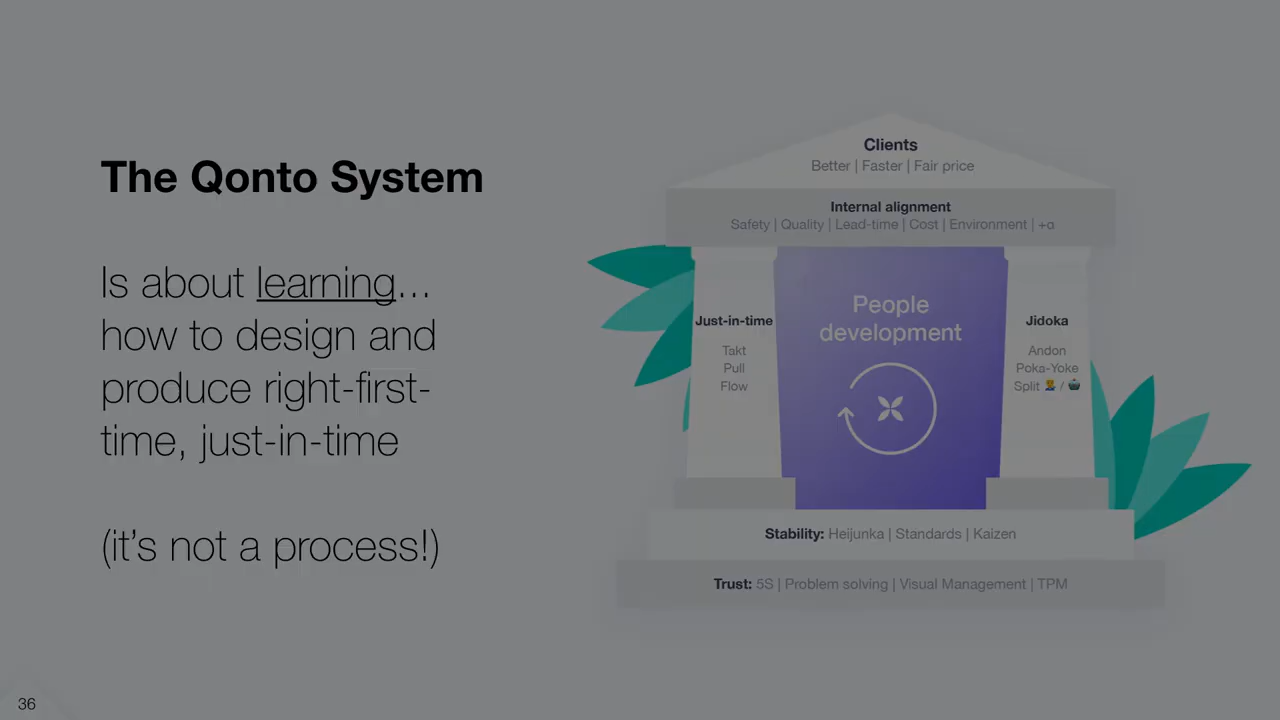 The Qonto System
Is about learning...
how to design and
produce right-first-
time, just-in-time
(it's not a process!)
Clients
Better | Faster | Fair price
Internal alignment
Safety | Quality | Lead-time | Cost | Environment | +α
Just-in-time
Takt
Pull
Flow
People
development
Jidoka
Andon
Poka-Yoke
Split 🤷‍♂️ / 🤖
Stability: Heijunka | Standards | Kaizen
Trust: 5S | Problem solving | Visual Management | TPM
36